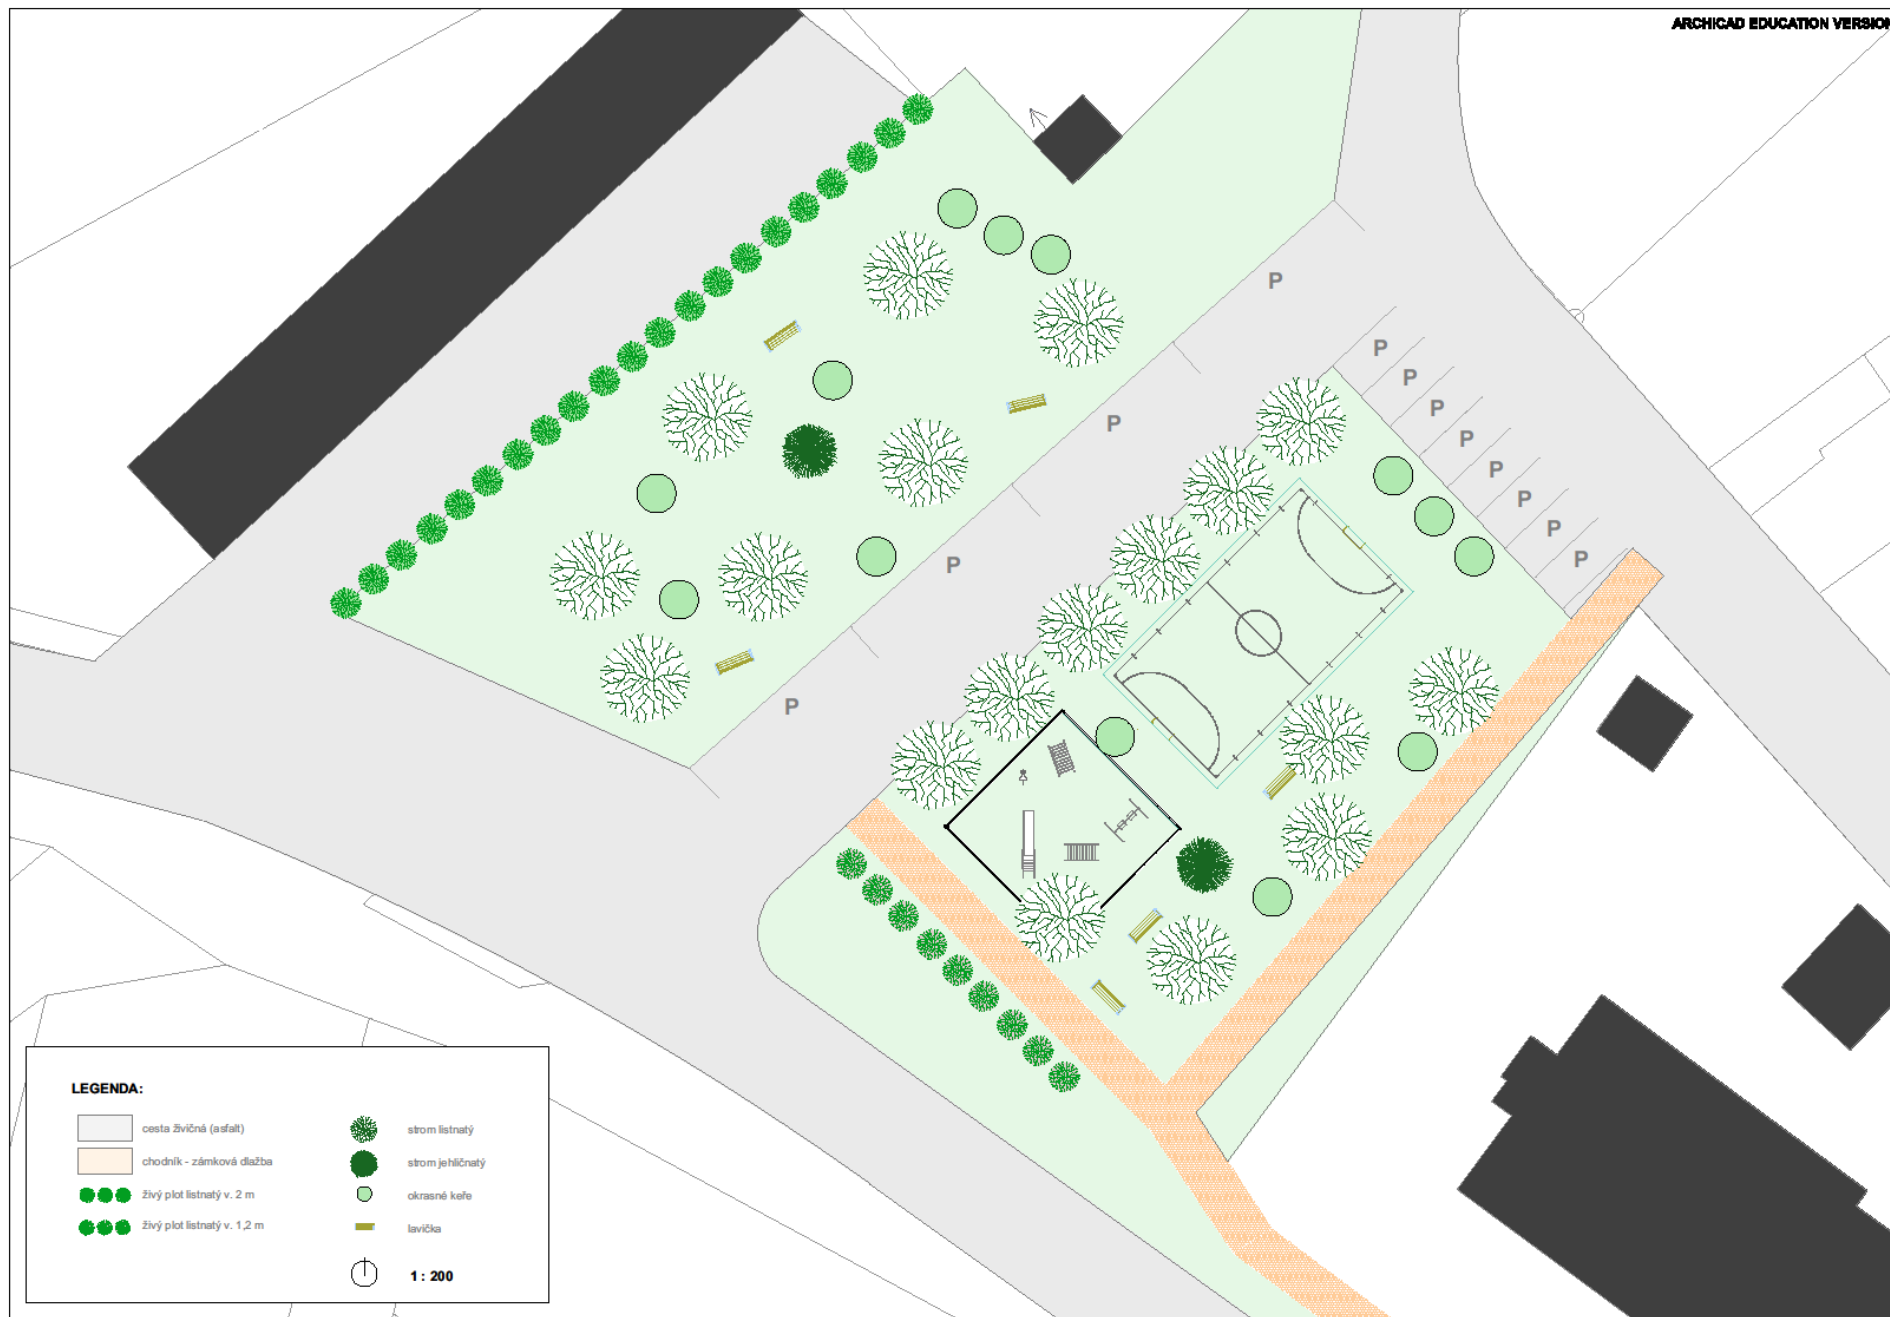 ARCHICAD EDUCATION VERSION
P
P
P
P
P
P
P
P
P
P
P
P
LEGENDA:
cesta živičná (asfalt)
chodník - zámková dlažba
živý plot listnatý v. 2 m
živý plot listnatý v. 1,2 m
strom listnatý
strom jehličnatý
okrasné keře
lavička
1 : 200